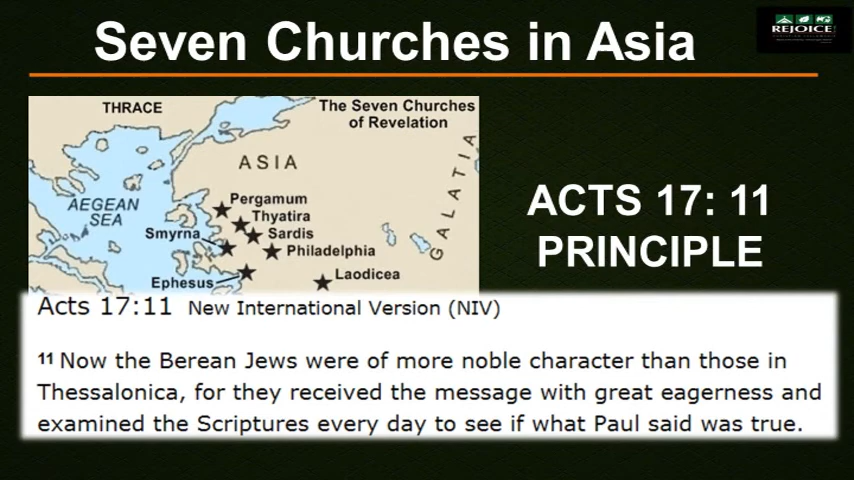 Seven Churches in Asia
REJOICE
THRACE
The Seven Churches
of Revelation
ASIA
AEGEAN
SEA
GALATIA
Pergamum
Thyatira
Smyrna
Sardis
Philadelphia
Ephesus
Laodicea
ACTS 17: 11
PRINCIPLE
Acts 17:11 New International Version (NIV)
11 Now the Berean Jews were of more noble character than those in
Thessalonica, for they received the message with great eagerness and
examined the Scriptures every day to see if what Paul said was true.